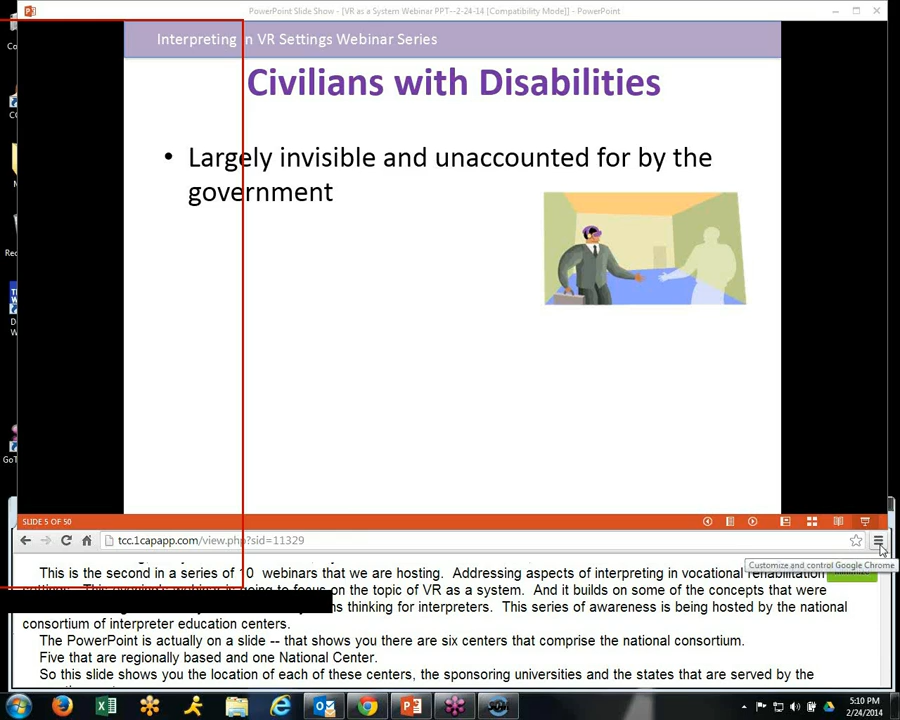 PowerPoint Slide Show - [VR as a System Webinar PPT--2-24-14 [Compatibility Mode]] - PowerPoint
Interpreting in VR Settings Webinar Series
Civilians with Disabilities
• Largely invisible and unaccounted for by the
government
SLIDE 5 OF 50
tcc.1capapp.com/view.php?sid=11329
Customize and control Google Chrome
This is the second in a series of 10 webinars that we are hosting. Addressing aspects of interpreting in vocational rehabilitation
to focus on the topic of VR as a system. And it builds on some of the concepts that were
thinking for interpreters. This series of awareness is being hosted by the national
consortium of interpreter education centers.
The PowerPoint is actually on a slide -- that shows you there are six centers that comprise the national consortium.
Five that are regionally based and one National Center.
So this slide shows you the location of each of these centers, the sponsoring universities and the states that are served by the
5:10 PM
2/24/2014